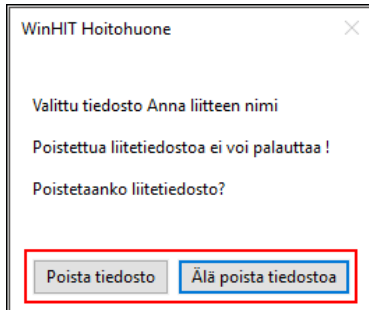 WinHIT Hoitohuone
Valittu tiedosto Anna liitteen nimi
Poistettua liitetiedostoa ei voi palauttaa !
Poistetaanko liitetiedosto?
Poista tiedosto Älä poista tiedostoa